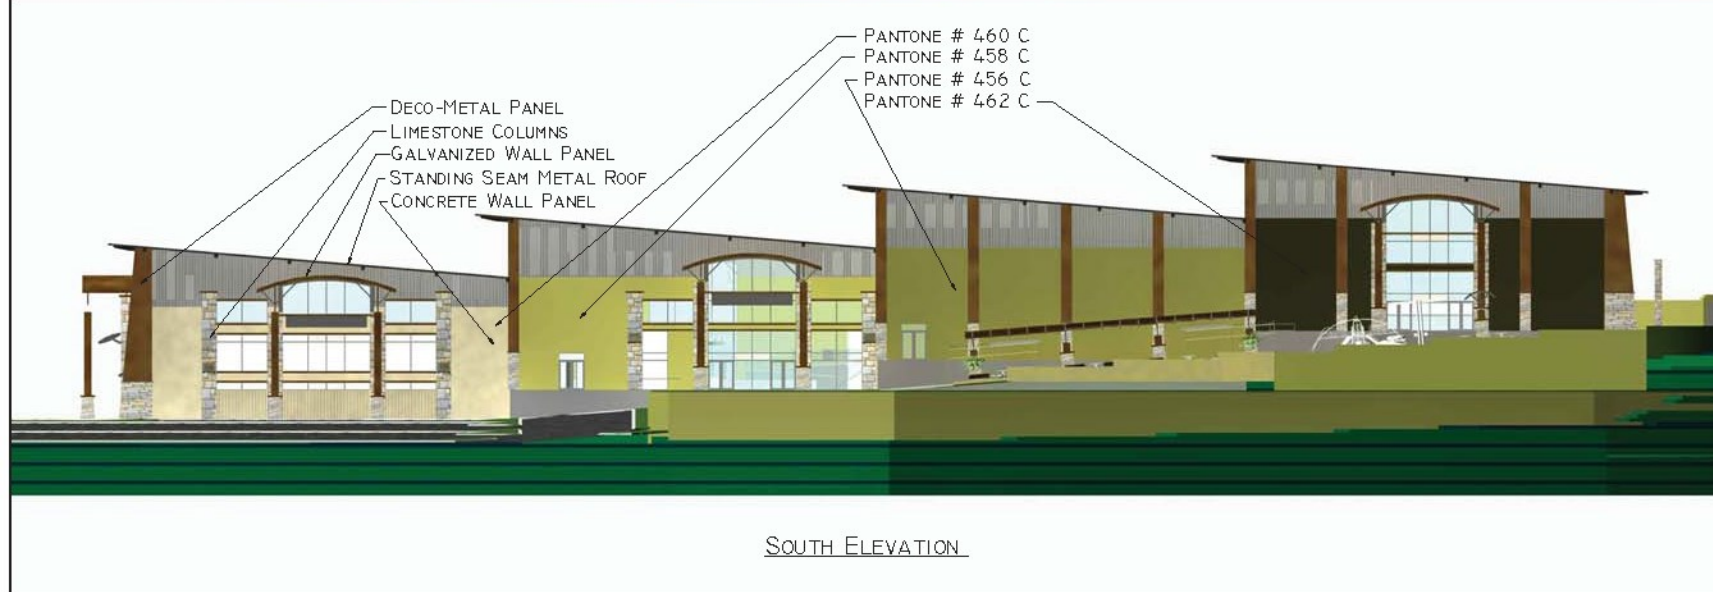 PANTONE # 460 C
PANTONE # 458 C
PANTONE # 456 C
PANTONE # 462 C
DECO-METAL PANEL
LIMESTONE COLUMNS
GALVANIZED WALL PANEL
STANDING SEAM METAL ROOF
CONCRETE WALL PANEL
SOUTH ELEVATION